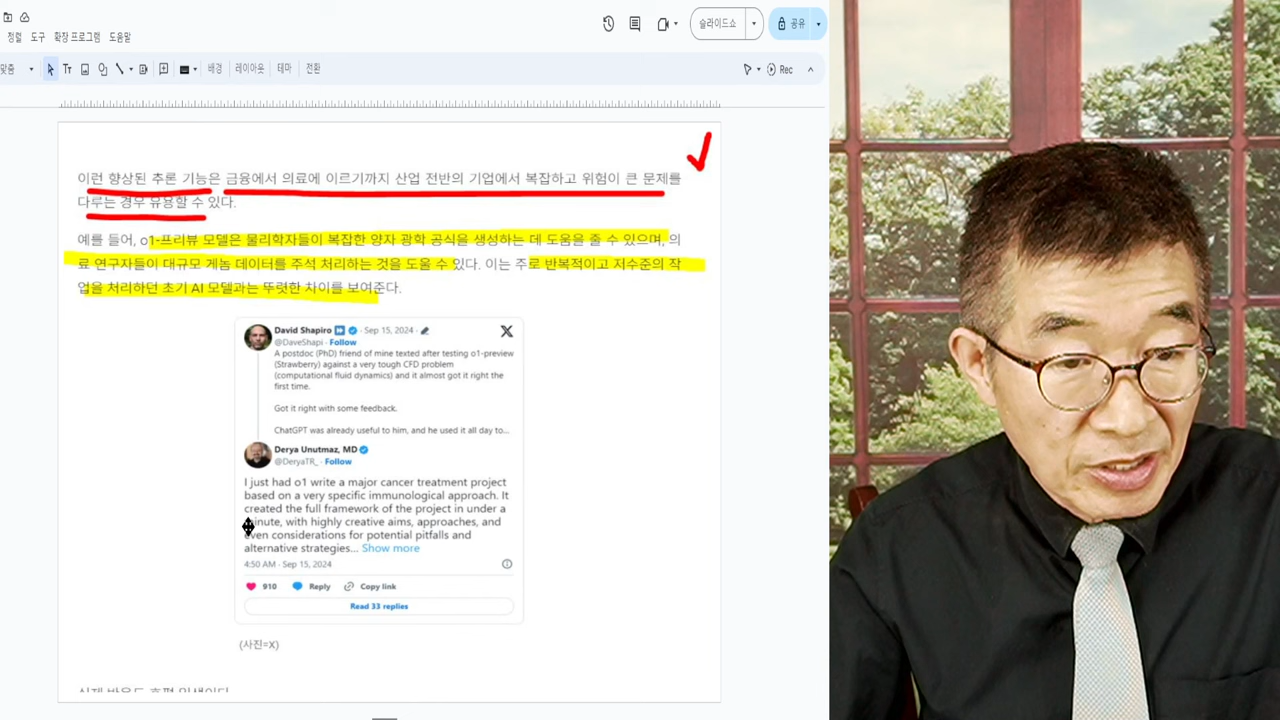 정렬 도구 확장 프로그램 도움말
슬라이드쇼
공유
맞춤
배경 레이아웃 테마 전환
Rec
이런 향상된 추론 기능은 금융에서 의료에 이르기까지 산업 전반의 기업에서 복잡하고 위험이 큰 문제를
다루는 경우 유용할 수 있다.
예를 들어, o1-프리뷰 모델은 물리학자들이 복잡한 양자 광학 공식을 생성하는 데 도움을 줄 수 있으며, 의
료 연구자들이 대규모 게놈 데이터를 주석 처리하는 것을 도울 수 있다. 이는 주로 반복적이고 저수준의 작
업을 처리하던 초기 AI 모델과는 뚜렷한 차이를 보여준다.
David Shapiro · Sep 15, 2024 ·
@DaveShapi · Follow
A postdoc (PhD) friend of mine texted after testing o1-preview
(Strawberry) against a very tough CFD problem
(computational fluid dynamics) and it almost got it right the
first time.
Got it right with some feedback.
ChatGPT was already useful to him, and he used it all day to...
Derya Unutmaz, MD
@DeryaTR_ · Follow
I just had o1 write a major cancer treatment project
based on a very specific immunological approach. It
created the full framework of the project in under a
minute, with highly creative aims, approaches, and
even considerations for potential pitfalls and
alternative strategies... Show more
4:50 AM · Sep 15, 2024
910 Reply Copy link
Read 33 replies
(사진=X)